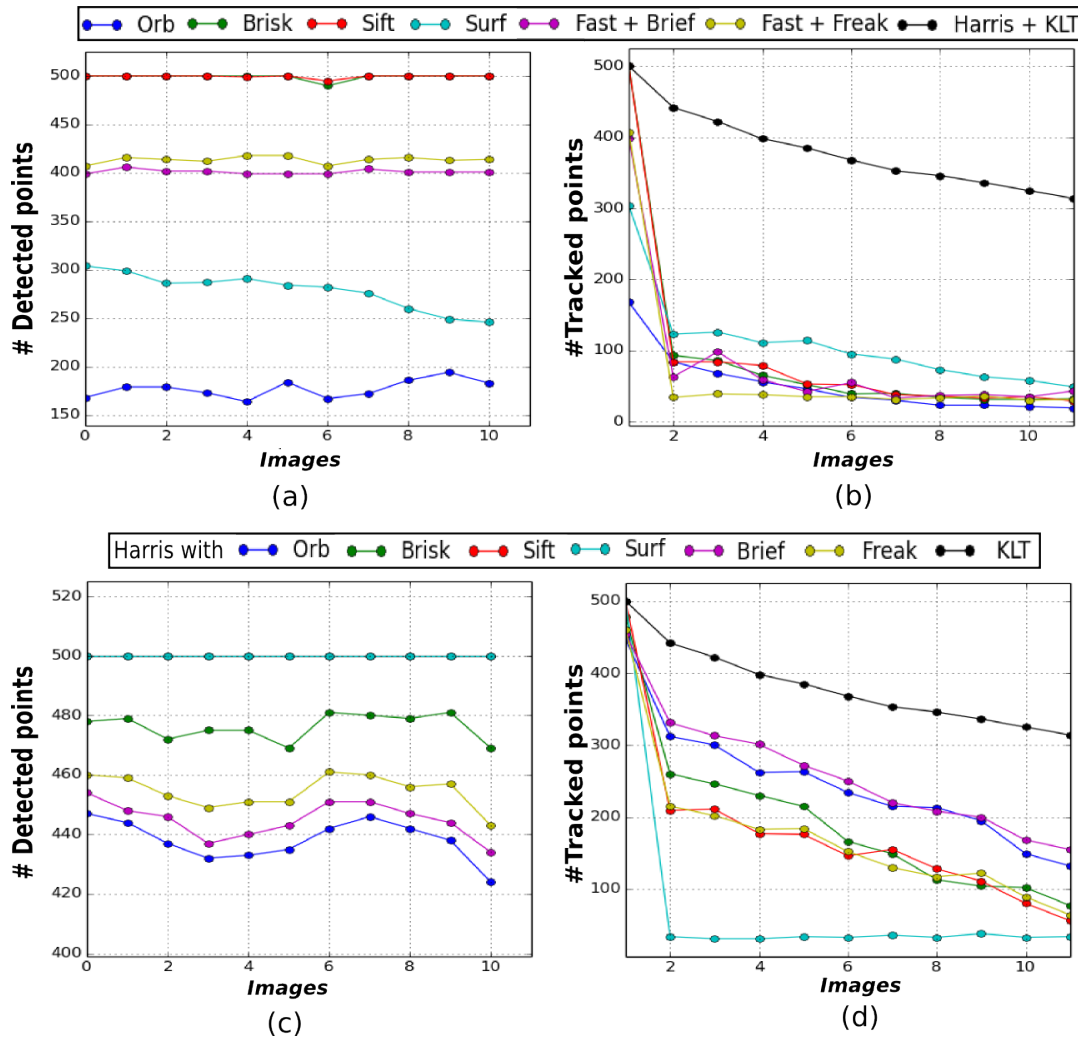 Orb Brisk Sift Surf Fast + Brief Fast + Freak Harris + KLT
# Detected points
500
450
400
350
300
250
200
150
0 2 4 6 8 10
Images
(a)
#Tracked points
500
400
300
200
100
0
2 4 6 8 10
Images
(b)
Harris with Orb Brisk Sift Surf Brief Freak KLT
# Detected points
520
500
480
460
440
420
400
0 2 4 6 8 10
Images
(c)
#Tracked points
500
400
300
200
100
2 4 6 8 10
Images
(d)